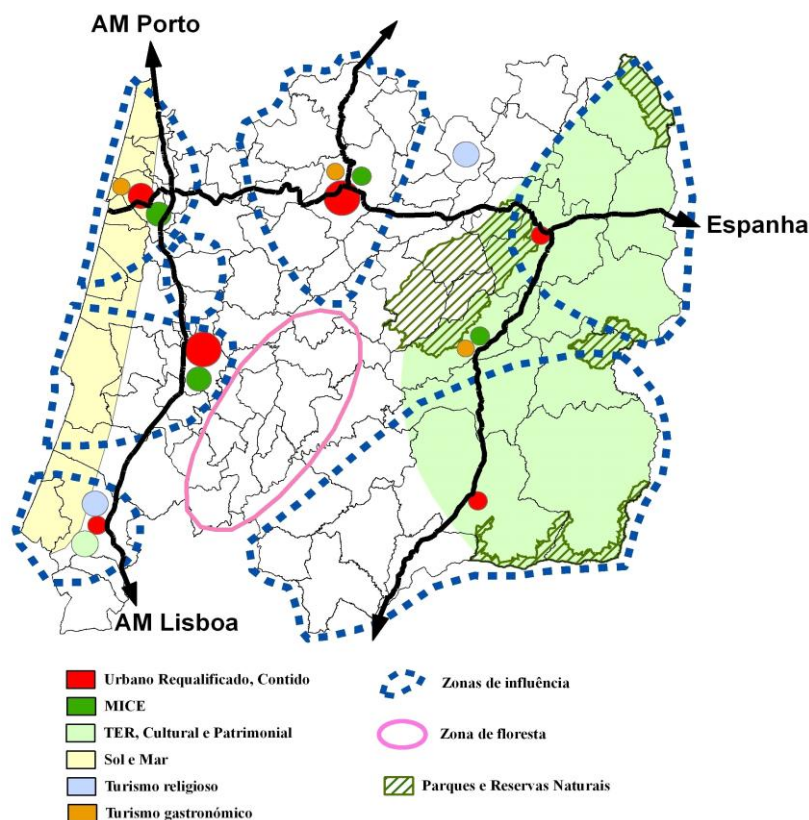 AM Porto
Espanha
AM Lisboa
Urbano Requalificado, Contido
MICE
TER, Cultural e Patrimonial
Sol e Mar
Turismo religioso
Turismo gastronómico
Zonas de influência
Zona de floresta
Parques e Reservas Naturais